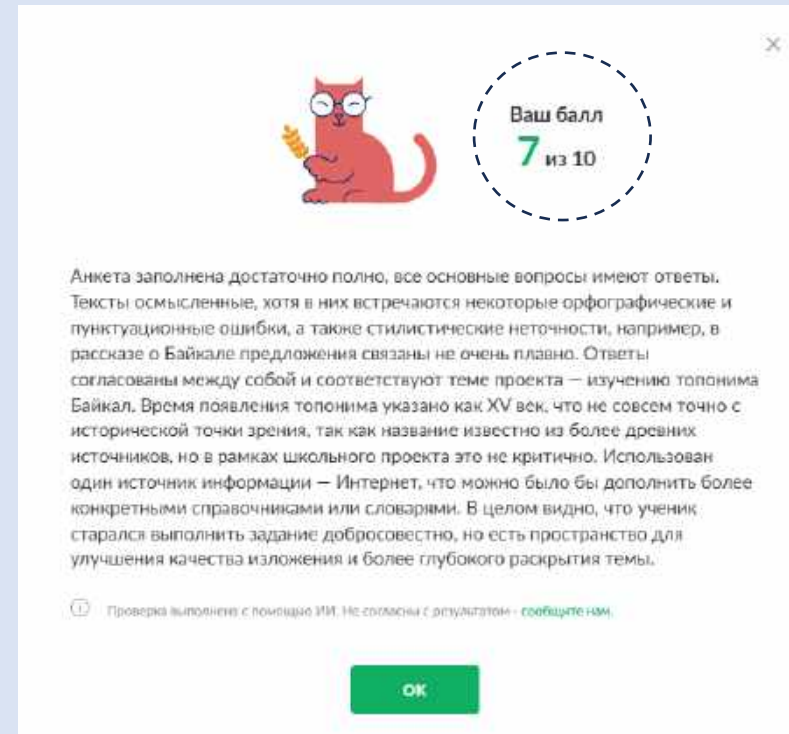 Ваш балл
7 из 10
Анкета заполнена достаточно полно, все основные вопросы имеют ответы.
Тексты осмысленные, хотя в них встречаются некоторые орфографические и
пунктуационные ошибки, а также стилистические неточности, например, в
рассказе о Байкале предложения связаны не очень плавно. Ответы
согласованы между собой и соответствуют теме проекта — изучению топонима
Байкал. Время появления топонима указано как XV век, что не совсем точно с
исторической точки зрения, так как название известно из более древних
источников, но в рамках школьного проекта это не критично. Использован
один источник информации — Интернет, что можно было бы дополнить более
конкретными справочниками или словарями. В целом видно, что ученик
старался выполнить задание добросовестно, но есть пространство для
улучшения качества изложения и более глубокого раскрытия темы.
Проверка выполнена с помощью ИИ. Не согласны с результатом - сообщите нам.
ОК